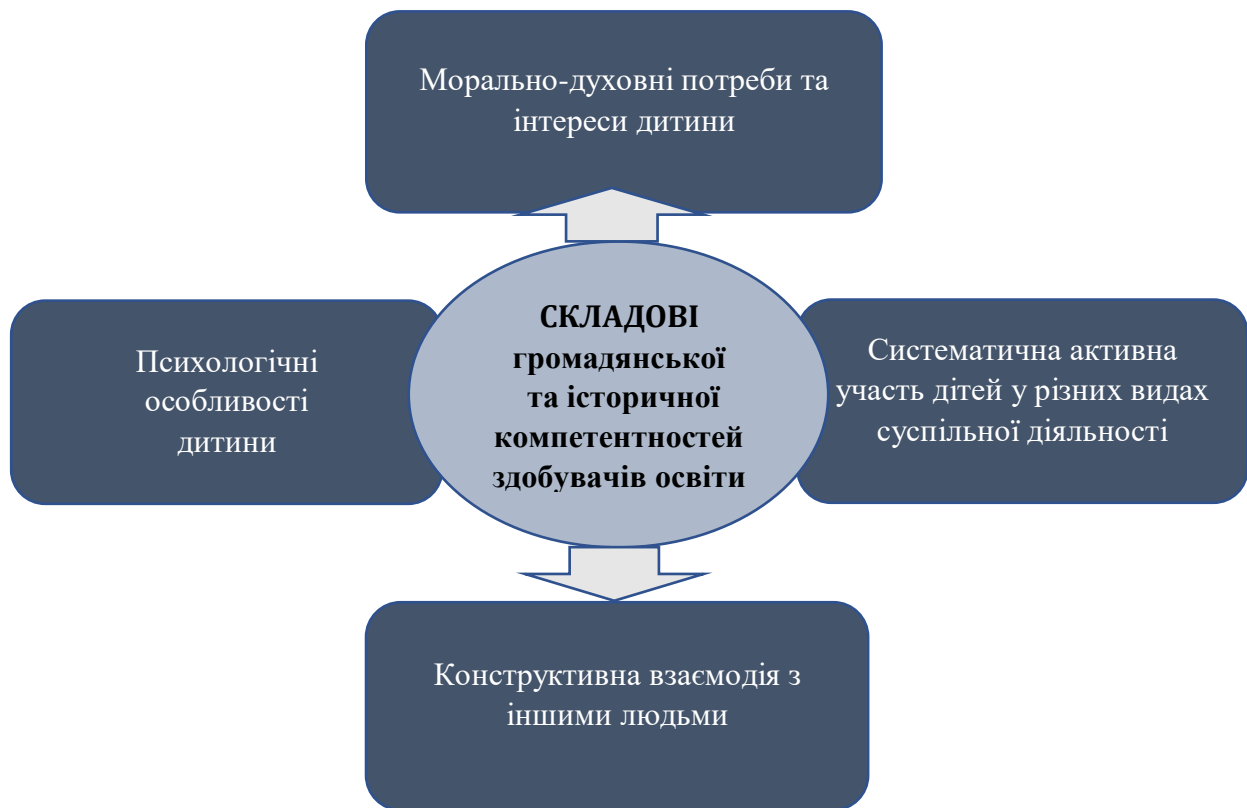 Морально-духовні потреби та
інтереси дитини
Психологічні
особливості
дитини
СКЛАДОВІ
громадянської
та історичної
компетентностей
здобувачів освіти
Систематична активна
участь дітей у різних видах
суспільної діяльності
Конструктивна взаємодія з
іншими людьми